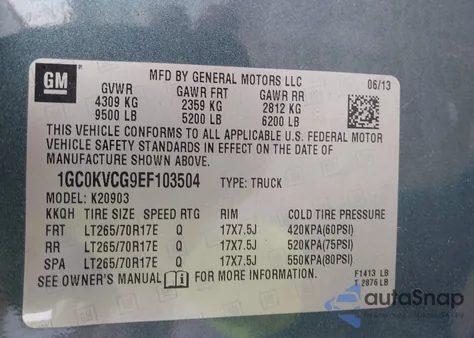 GM
MFD BY GENERAL MOTORS LLC 06/13
GVWR GAWR FRT GAWR RR
4309 KG 2359 KG 2812 KG
9500 LB 5200 LB 6200 LB
THIS VEHICLE CONFORMS TO ALL APPLICABLE U.S. FEDERAL MOTOR
VEHICLE SAFETY STANDARDS IN EFFECT ON THE DATE OF
MANUFACTURE SHOWN ABOVE.
1GC0KVCG9EF103504 TYPE: TRUCK
MODEL: K20903
KKQH TIRE SIZE SPEED RTG RIM COLD TIRE PRESSURE
FRT LT265/70R17E Q 17X7.5J 420KPA(60PSI)
RR LT265/70R17E Q 17X7.5J 520KPA(75PSI)
SPA LT265/70R17E Q 17X7.5J 550KPA(80PSI)
SEE OWNER'S MANUAL FOR MORE INFORMATION
F1413 LB
T 2876 LB
autoSnap